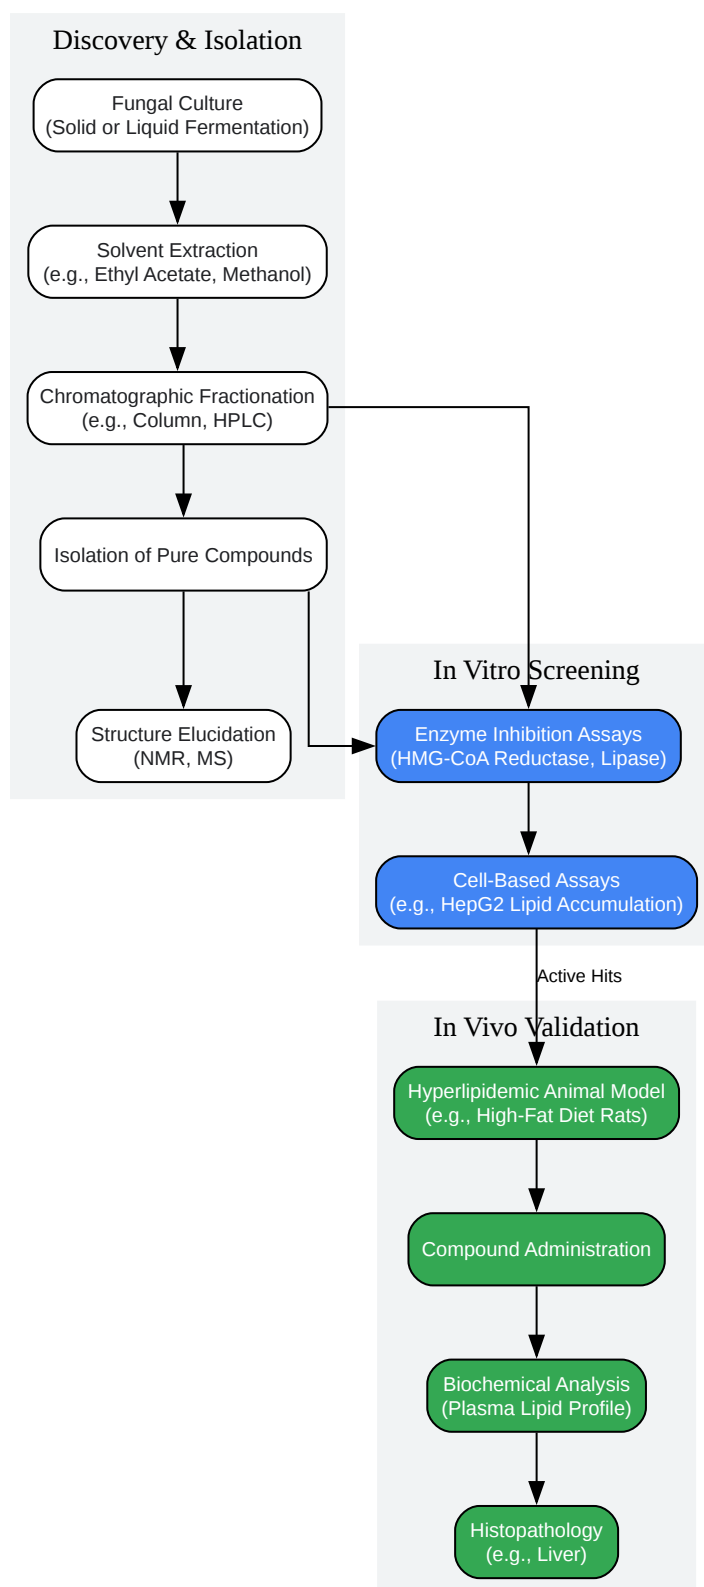 Discovery & Isolation
Fungal Culture
(Solid or Liquid Fermentation)
Solvent Extraction
(e.g., Ethyl Acetate, Methanol)
Chromatographic Fractionation
(e.g., Column, HPLC)
Isolation of Pure Compounds
Structure Elucidation
(NMR, MS)
In Vitro Screening
Enzyme Inhibition Assays
(HMG-CoA Reductase, Lipase)
Cell-Based Assays
(e.g., HepG2 Lipid Accumulation)
Active Hits
In Vivo Validation
Hyperlipidemic Animal Model
(e.g., High-Fat Diet Rats)
Compound Administration
Biochemical Analysis
(Plasma Lipid Profile)
Histopathology
(e.g., Liver)